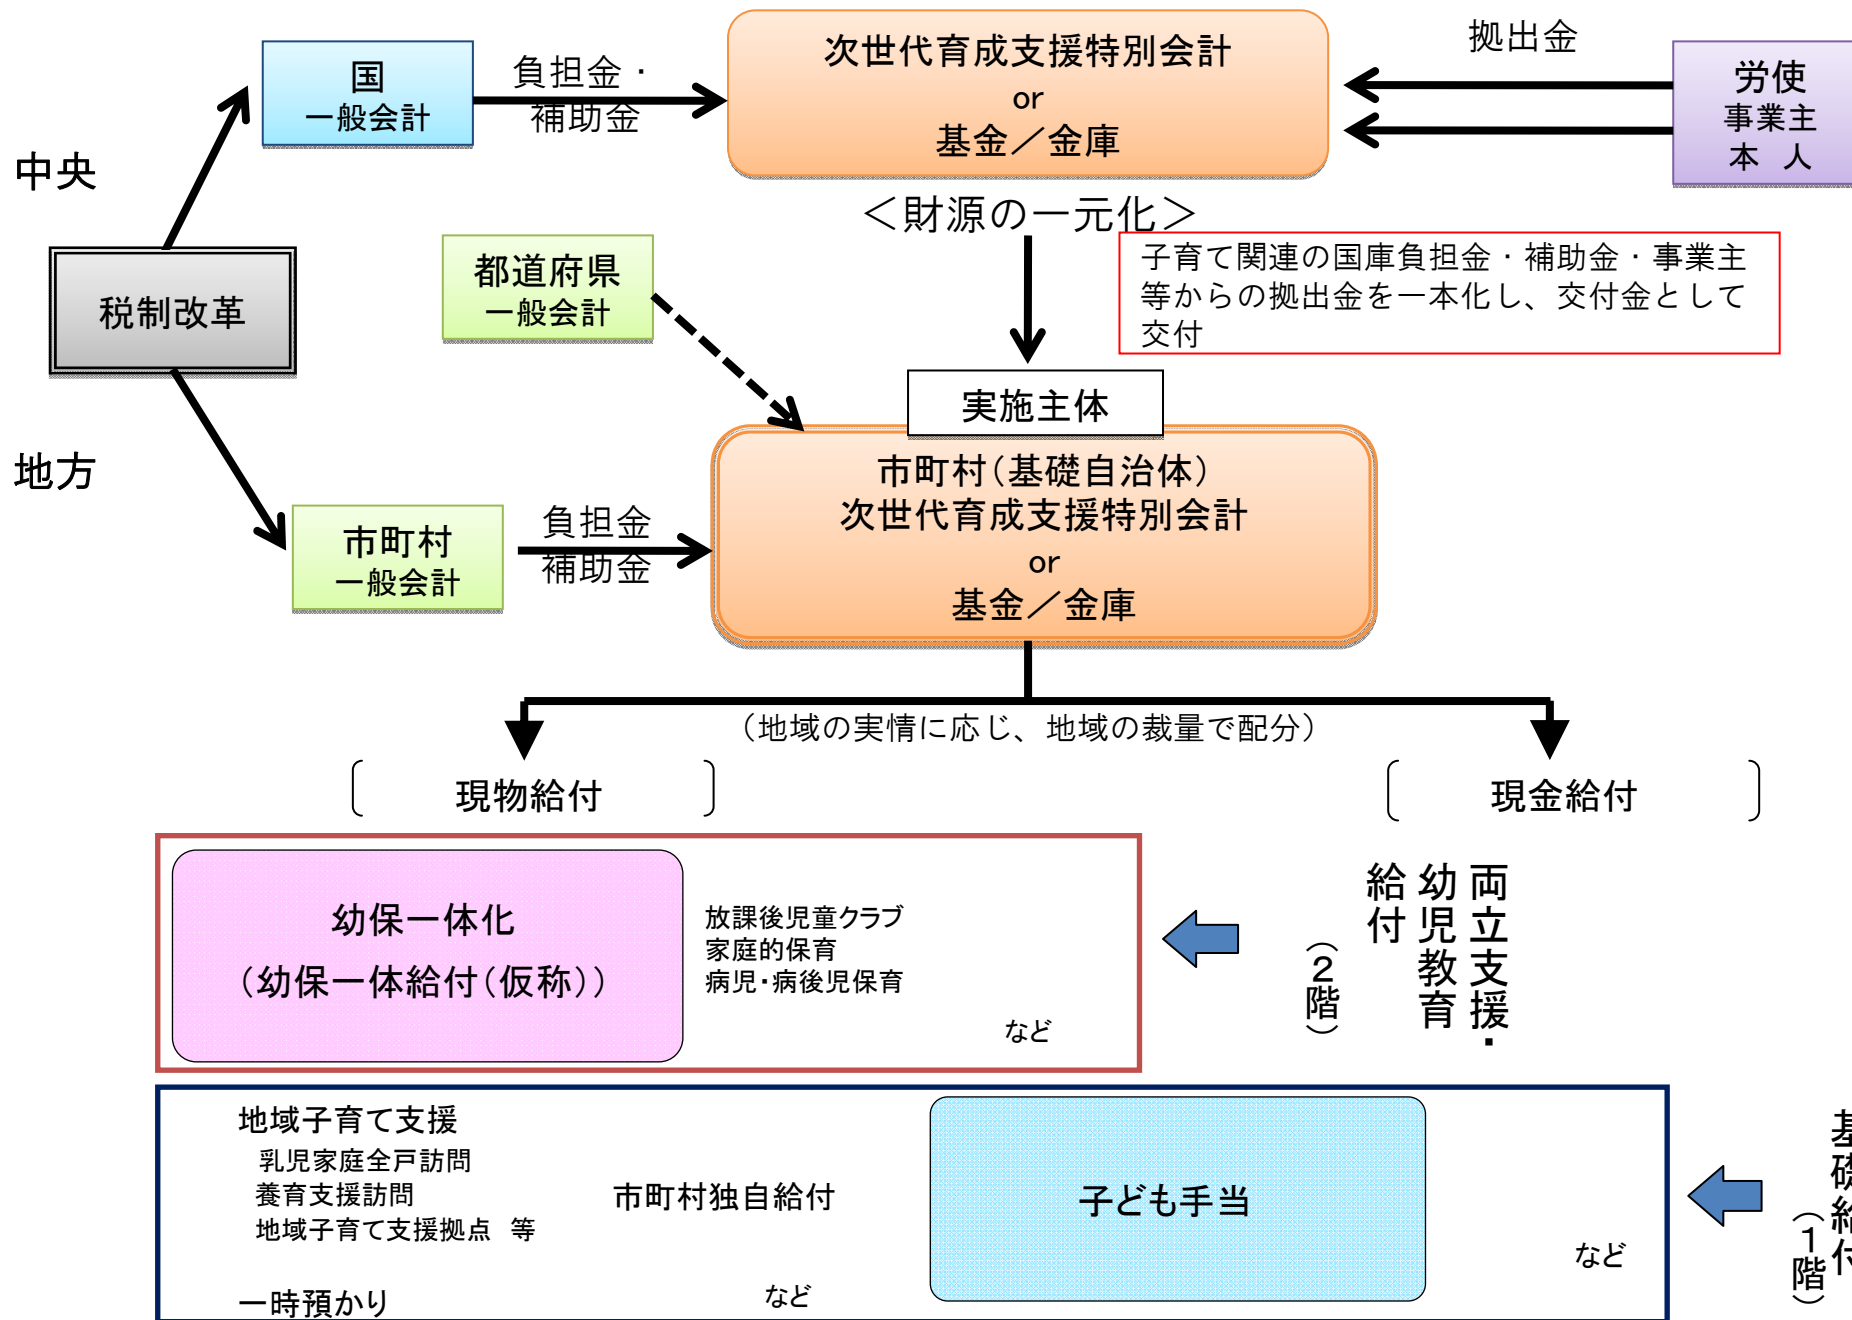 国
一般会計
負担金・
補助金
次世代育成支援特別会計
or
基金／金庫
拠出金
労使
事業主
本　人
中央
＜財源の一元化＞
都道府県
一般会計
子育て関連の国庫負担金・補助金・事業主
等からの拠出金を一本化し、交付金として
交付
税制改革
実施主体
地方
市町村（基礎自治体）
次世代育成支援特別会計
or
基金／金庫
市町村
一般会計
負担金
補助金
（地域の実情に応じ、地域の裁量で配分）
現物給付
現金給付
幼保一体化
（幼保一体給付（仮称））
放課後児童クラブ
家庭的保育
病児・病後児保育
など
両立支援・
幼児教育
給付
（２階）
地域子育て支援
乳児家庭全戸訪問
養育支援訪問
地域子育て支援拠点　等
一時預かり
市町村独自給付
など
子ども手当
など
基礎給付
（１階）